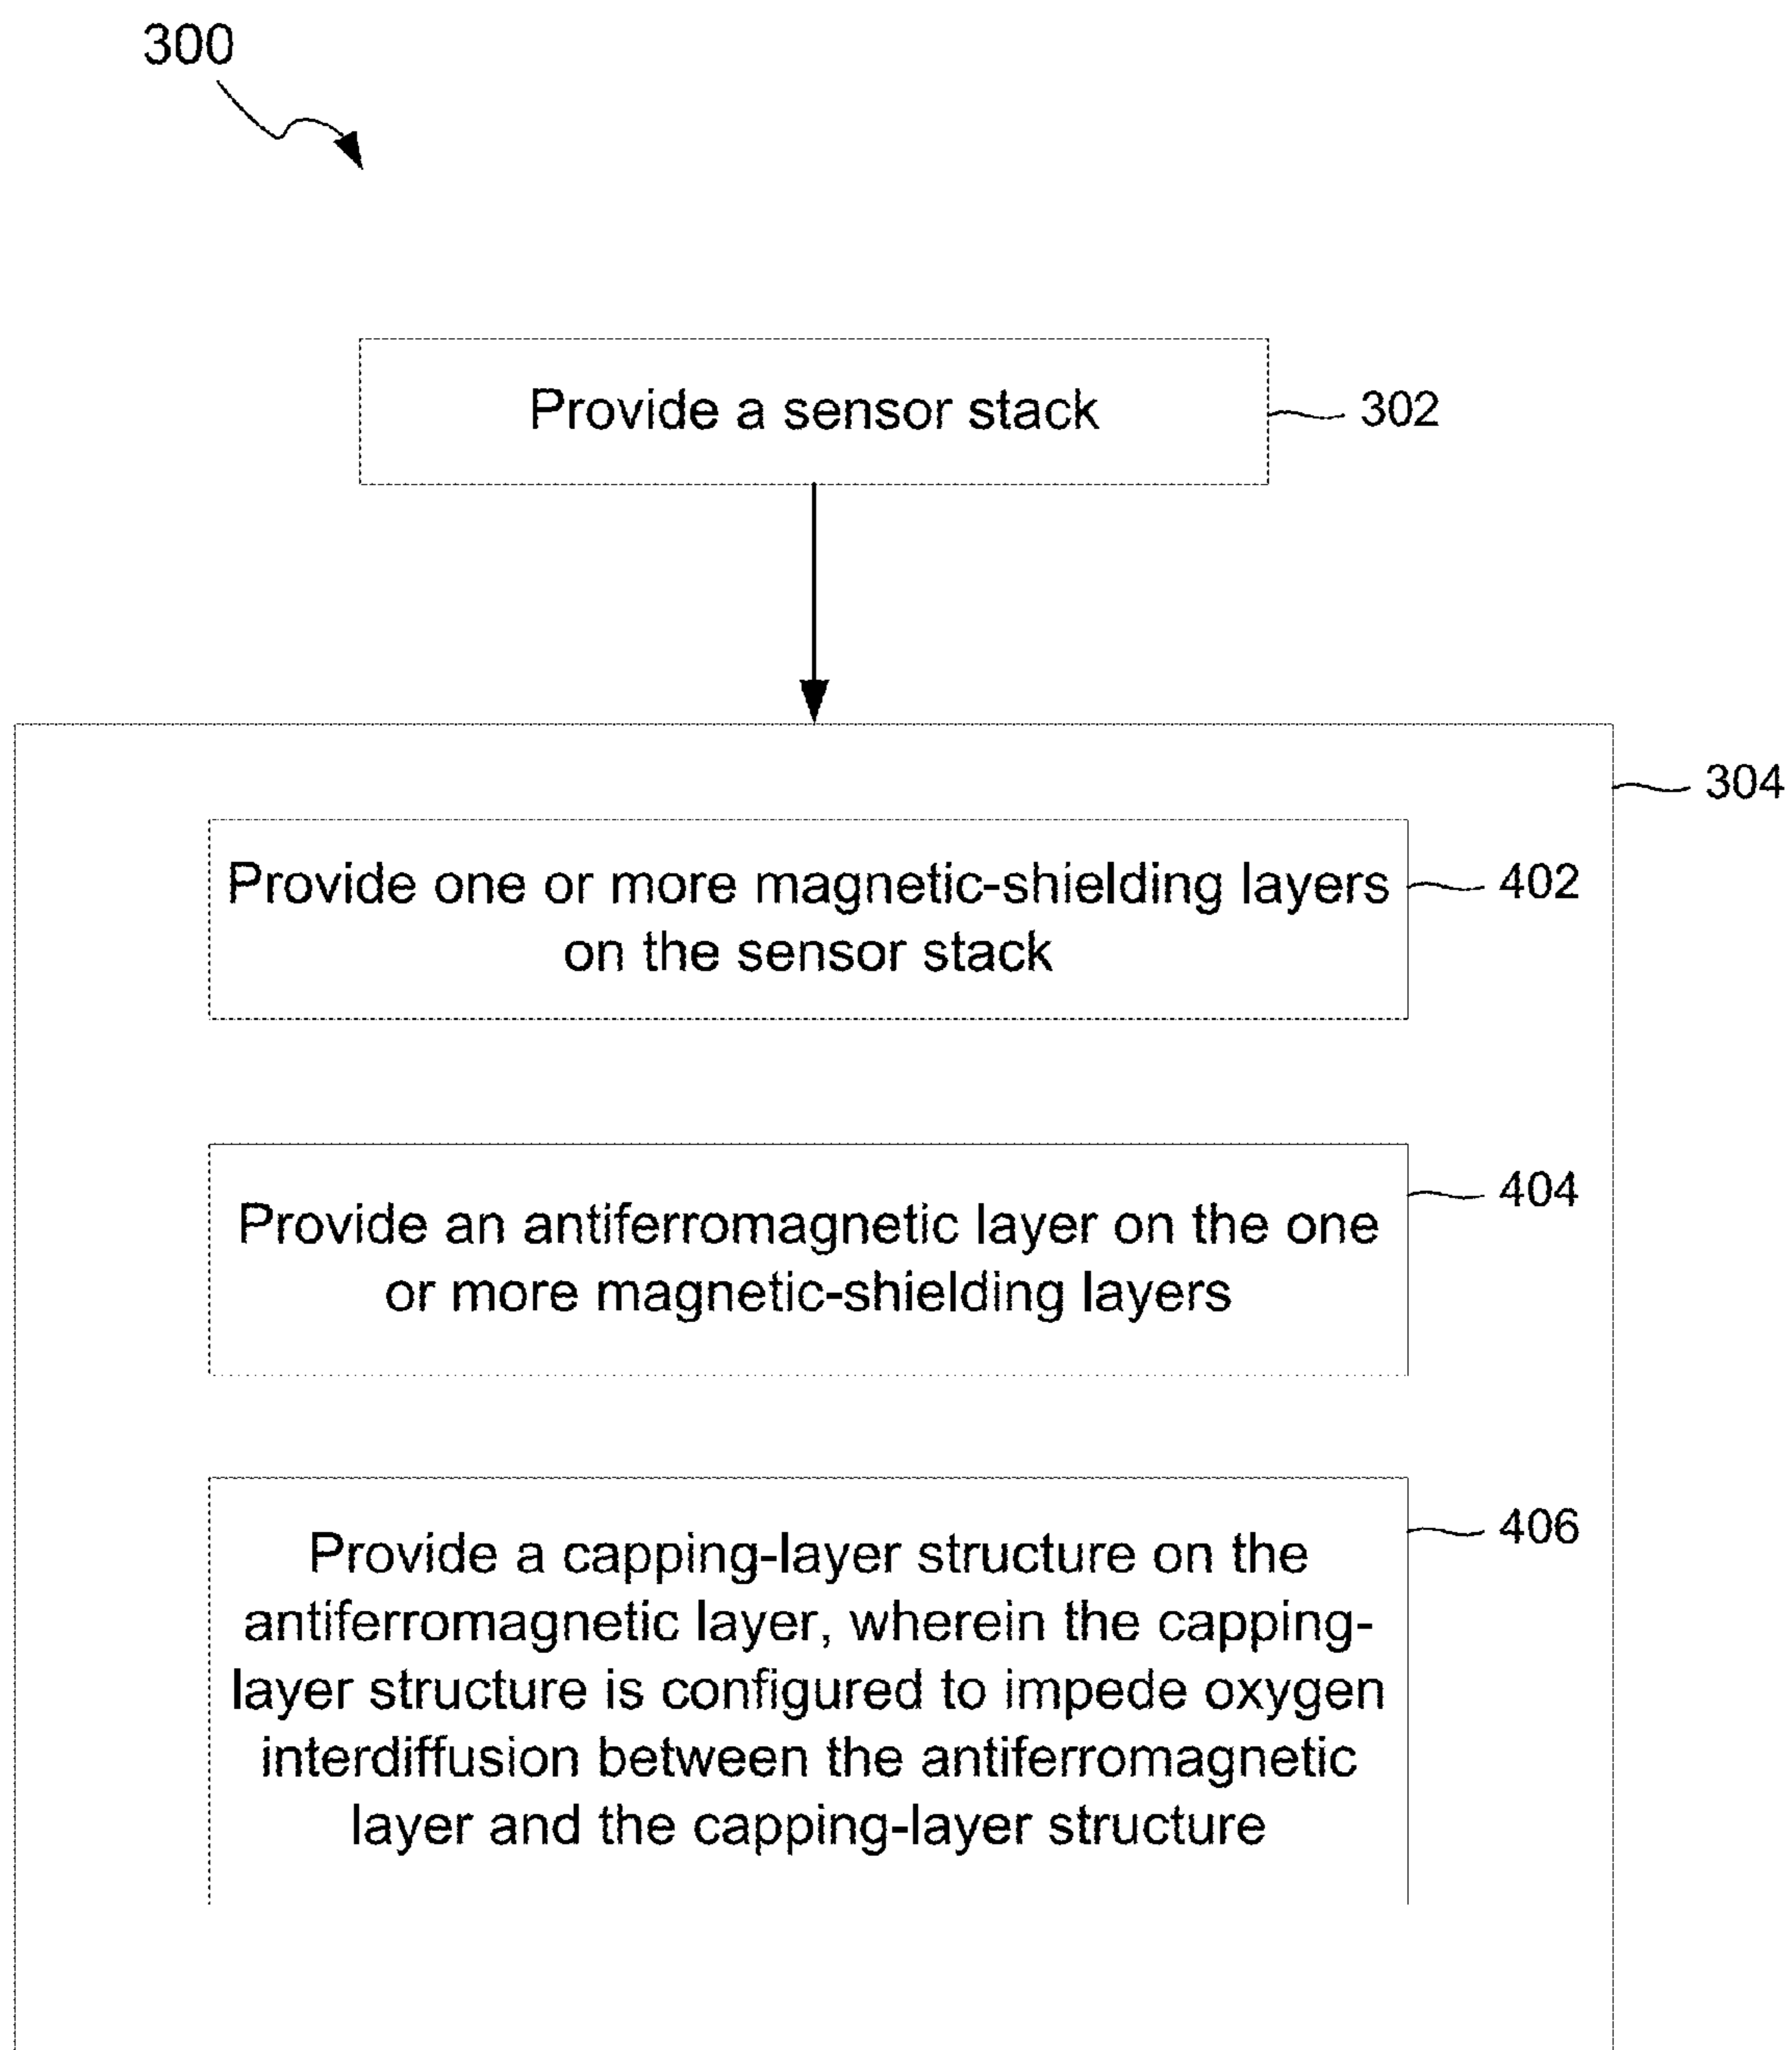 300
Provide a sensor stack
302
304
Provide one or more magnetic-shielding layers
on the sensor stack
402
Provide an antiferromagnetic layer on the one
or more magnetic-shielding layers
404
Provide a capping-layer structure on the
antiferromagnetic layer, wherein the capping-
layer structure is configured to impede oxygen
interdiffusion between the antiferromagnetic
layer and the capping-layer structure
406